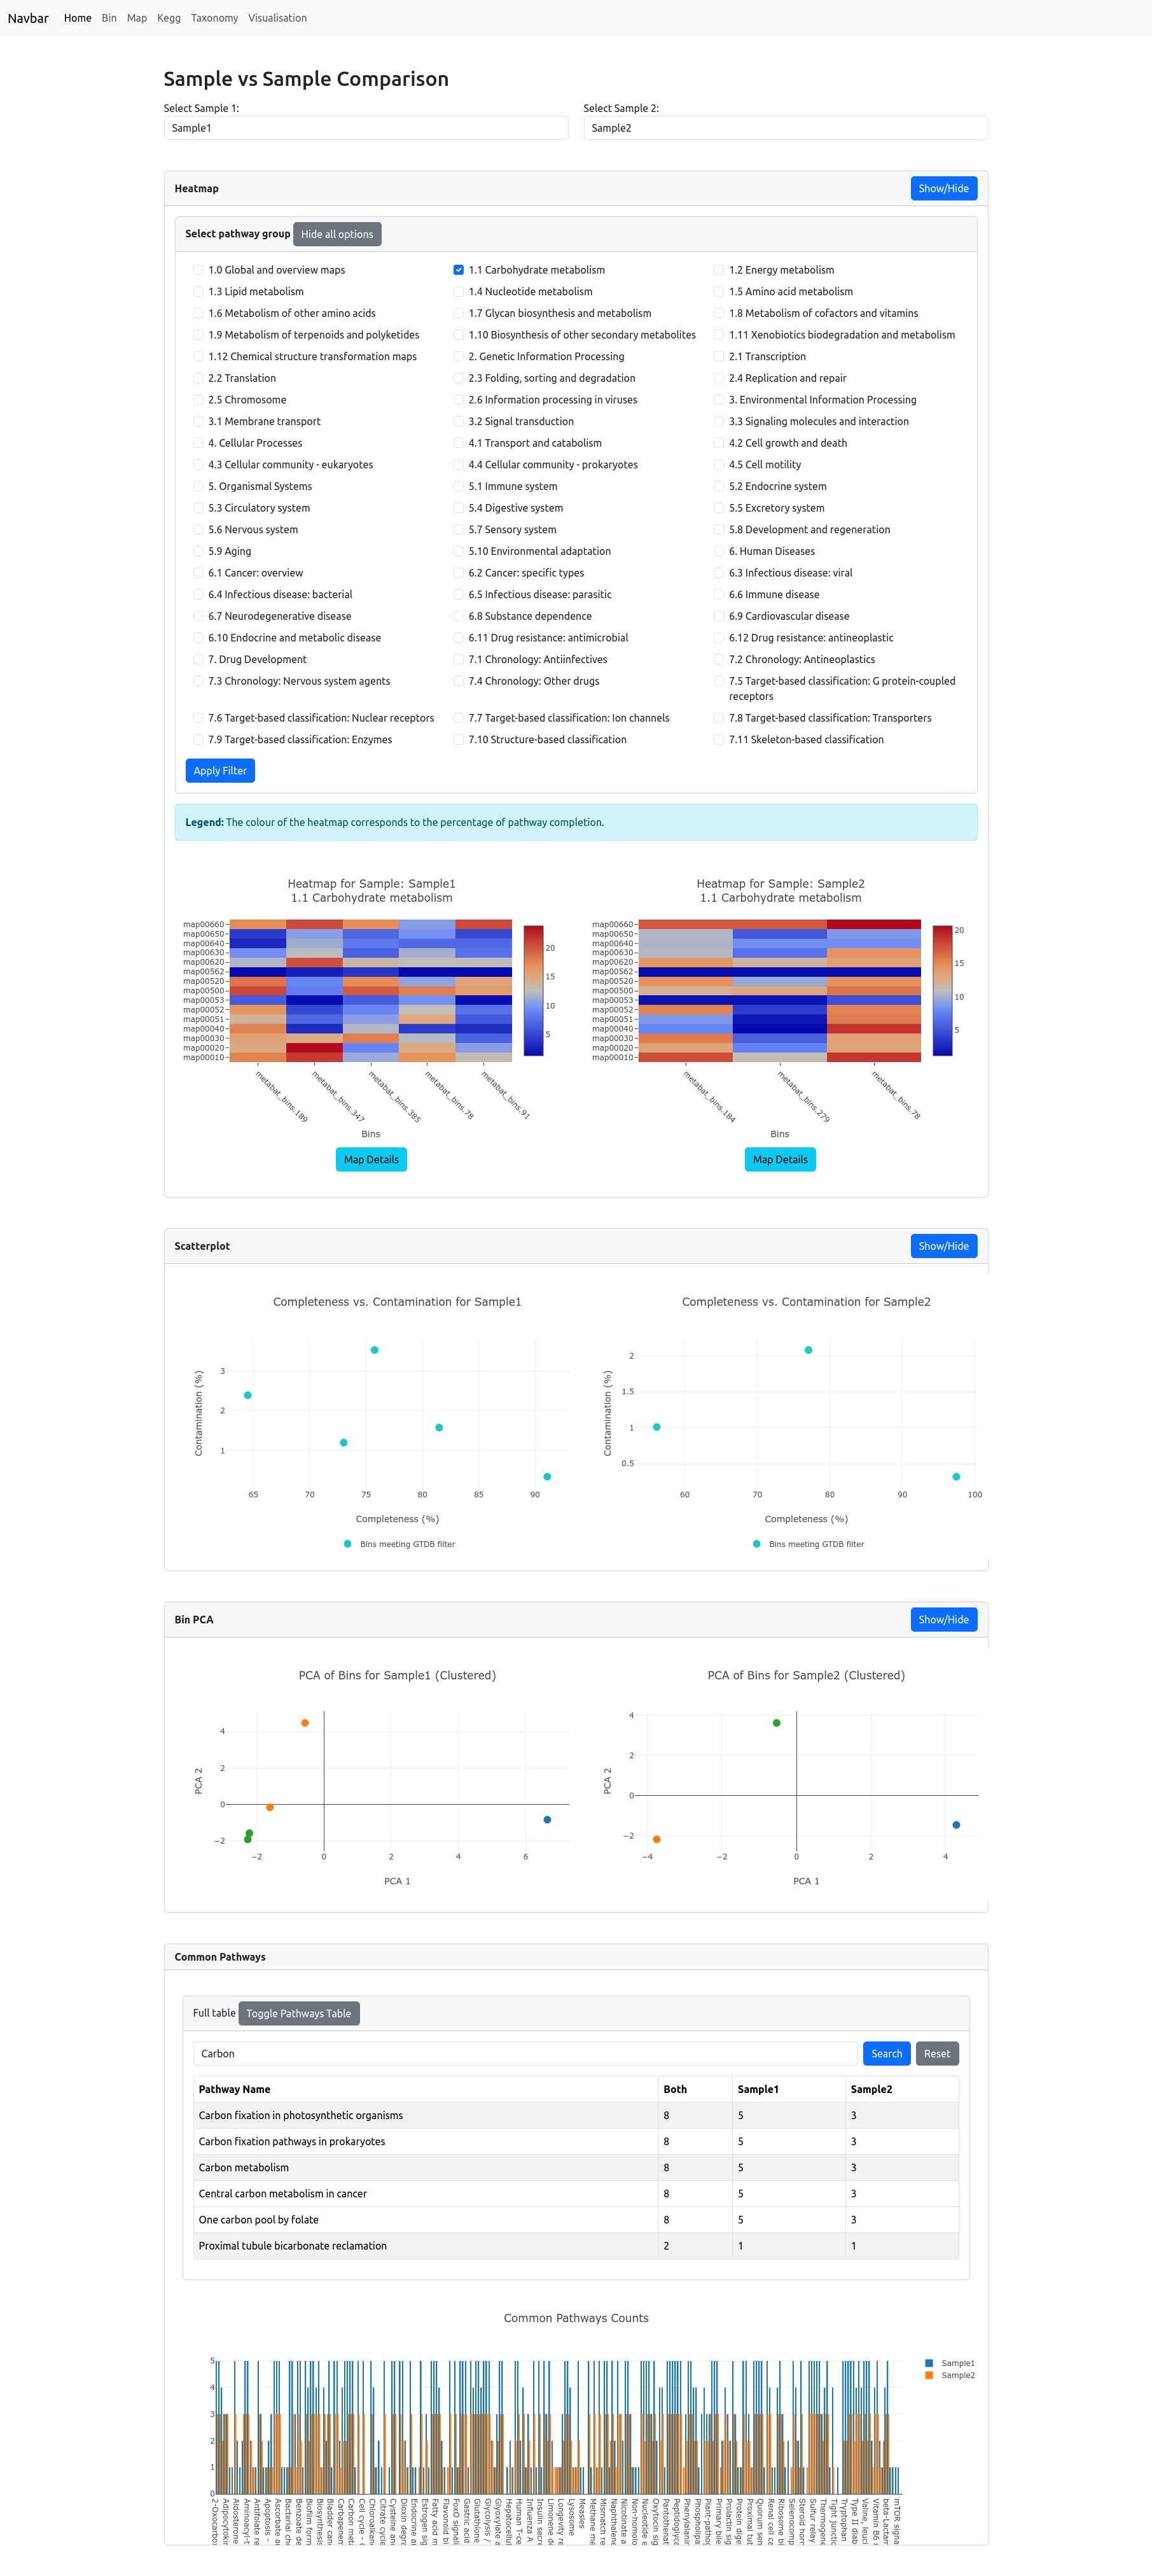 Navbar Home Bin Map Kegg Taxonomy Visualisation
Sample vs Sample Comparison
Select Sample 1: Select Sample 2:
Sample1 Sample2
Heatmap Show/Hide
Select pathway group Hide all options
1.0 Global and overview maps 1.1 Carbohydrate metabolism 1.2 Energy metabolism
1.3 Lipid metabolism 1.4 Nucleotide metabolism 1.5 Amino acid metabolism
1.6 Metabolism of other amino acids 1.7 Glycan biosynthesis and metabolism 1.8 Metabolism of cofactors and vitamins
1.9 Metabolism of terpenoids and polyketides 1.10 Biosynthesis of other secondary metabolites 1.11 Xenobiotics biodegradation and metabolism
1.12 Chemical structure transformation maps 2. Genetic Information Processing 2.1 Transcription
2.2 Translation 2.3 Folding, sorting and degradation 2.4 Replication and repair
2.5 Chromosome 2.6 Information processing in viruses 3. Environmental Information Processing
3.1 Membrane transport 3.2 Signal transduction 3.3 Signaling molecules and interaction
4. Cellular Processes 4.1 Transport and catabolism 4.2 Cell growth and death
4.3 Cellular community - eukaryotes 4.4 Cellular community - prokaryotes 4.5 Cell motility
5. Organismal Systems 5.1 Immune system 5.2 Endocrine system
5.3 Circulatory system 5.4 Digestive system 5.5 Excretory system
5.6 Nervous system 5.7 Sensory system 5.8 Development and regeneration
5.9 Aging 5.10 Environmental adaptation 6. Human Diseases
6.1 Cancer: overview 6.2 Cancer: specific types 6.3 Infectious disease: viral
6.4 Infectious disease: bacterial 6.5 Infectious disease: parasitic 6.6 Immune disease
6.7 Neurodegenerative disease 6.8 Substance dependence 6.9 Cardiovascular disease
6.10 Endocrine and metabolic disease 6.11 Drug resistance: antimicrobial 6.12 Drug resistance: antineoplastic
7. Drug Development 7.1 Chronology: Antiinfectives 7.2 Chronology: Antineoplastics
7.3 Chronology: Nervous system agents 7.4 Chronology: Other drugs 7.5 Target-based classification: G protein-coupled
receptors
7.6 Target-based classification: Nuclear receptors 7.7 Target-based classification: Ion channels 7.8 Target-based classification: Transporters
7.9 Target-based classification: Enzymes 7.10 Structure-based classification 7.11 Skeleton-based classification
Apply Filter
Legend: The colour of the heatmap corresponds to the percentage of pathway completion.
Heatmap for Sample: Sample1
1.1 Carbohydrate metabolism
map00660
map00650
map00640
map00630
map00620
map00562
map00520
map00500
map00053
map00052
map00051
map00040
map00030
map00020
map00010
20
15
10
5
metabat_bins.189 metabat_bins.347 metabat_bins.385 metabat_bins.78 metabat_bins.91
Bins
Map Details
Heatmap for Sample: Sample2
1.1 Carbohydrate metabolism
map00660
map00650
map00640
map00630
map00620
map00562
map00520
map00500
map00053
map00052
map00051
map00040
map00030
map00020
map00010
20
15
10
5
metabat_bins.184 metabat_bins.279 metabat_bins.78
Bins
Map Details
Scatterplot Show/Hide
Completeness vs. Contamination for Sample1
Contamination (%)
3
2
1
65 70 75 80 85 90
Completeness (%)
Bins meeting GTDB filter
Completeness vs. Contamination for Sample2
Contamination (%)
2
1.5
1
0.5
60 70 80 90 100
Completeness (%)
Bins meeting GTDB filter
Bin PCA Show/Hide
PCA of Bins for Sample1 (Clustered)
PCA 2
4
2
0
−2
−2 0 2 4 6
PCA 1
PCA of Bins for Sample2 (Clustered)
PCA 2
4
2
0
−2
−4 −2 0 2 4
PCA 1
Common Pathways
Full table Toggle Pathways Table
Carbon Search Reset
Pathway Name Both Sample1 Sample2
Carbon fixation in photosynthetic organisms 8 5 3
Carbon fixation pathways in prokaryotes 8 5 3
Carbon metabolism 8 5 3
Central carbon metabolism in cancer 8 5 3
One carbon pool by folate 8 5 3
Proximal tubule bicarbonate reclamation 2 1 1
Common Pathways Counts
5
4
3
2
1
0
Sample1
Sample2